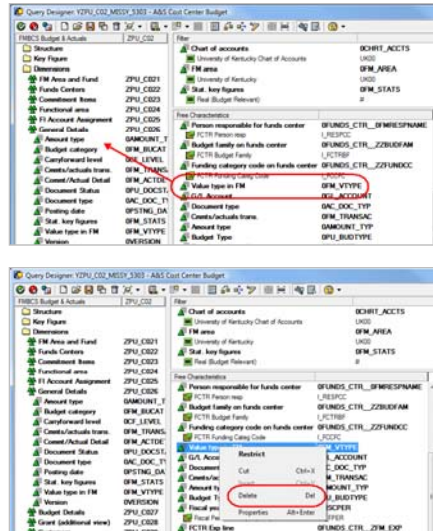 Query Designer: YZPU_C02_MISSY_5303 - A&S Cost Center Budget
FMBCS Budget & Actuals ZPU_C02
Structure
Key Figure
Dimensions
FM Area and Fund ZPU_C021
Funds Centers ZPU_C022
Commitment Items ZPU_C023
Functional area ZPU_C024
FI Account Assignment ZPU_C025
General Details ZPU_C026
Amount type 0AMOUNT_T
Budget category 0FM_BUCAT
Carryforward level 0CF_LEVEL
Cmmts/actuals trans. 0FM_TRANS
Commt/Actual Detail 0FM_ACTDE
Document Status 0PU_DOCST
Document type 0AC_DOC_T
Posting date 0PSTNG_DA
Stat. key figures 0FM_STATS
Value type in FM 0FM_VTYPE
Version 0VERSION
Filter
Chart of accounts 0CHRT_ACCTS
University of Kentucky Chart of Accounts UK00
FM area 0FM_AREA
University of Kentucky UK00
Stat. key figures 0FM_STATS
Real (Budget Relevant) #
Free Characteristics
Person responsible for funds center 0FUNDS_CTR__0FMRESPNAME
FCTR Person resp I_RESPCC
Budget family on funds center 0FUNDS_CTR__ZZBUDFAM
FCTR Budget Family I_FCTRBF
Funding category code on funds center 0FUNDS_CTR__ZZFUNDCC
FCTR Funding Categ Code I_FCCFC
Value type in FM 0FM_VTYPE
G/L Account 0GL_ACCOUNT
Document type 0AC_DOC_TYP
Cmmts/actuals trans. 0FM_TRANSAC
Amount type 0AMOUNT_TYP
Budget Type 0PU_BUDTYPE
Query Designer: YZPU_C02_MISSY_5303 - A&S Cost Center Budget
FMBCS Budget & Actuals ZPU_C02
Structure
Key Figure
Dimensions
FM Area and Fund ZPU_C021
Funds Centers ZPU_C022
Commitment Items ZPU_C023
Functional area ZPU_C024
FI Account Assignment ZPU_C025
General Details ZPU_C026
Amount type 0AMOUNT_T
Budget category 0FM_BUCAT
Carryforward level 0CF_LEVEL
Cmmts/actuals trans. 0FM_TRANS
Commt/Actual Detail 0FM_ACTDE
Document Status 0PU_DOCST
Document type 0AC_DOC_T
Posting date 0PSTNG_DA
Stat. key figures 0FM_STATS
Value type in FM 0FM_VTYPE
Version 0VERSION
Budget Details ZPU_C027
Grant (additional view) ZPU_C028
Filter
Chart of accounts 0CHRT_ACCTS
University of Kentucky Chart of Accounts UK00
FM area 0FM_AREA
University of Kentucky UK00
Stat. key figures 0FM_STATS
Real (Budget Relevant) #
Free Characteristics
Person responsible for funds center 0FUNDS_CTR__0FMRESPNAME
FCTR Person resp I_RESPCC
Budget family on funds center 0FUNDS_CTR__ZZBUDFAM
FCTR Budget Family I_FCTRBF
Funding category code on funds center 0FUNDS_CTR__ZZFUNDCC
FCTR Funding Categ Code I_FCCFC
Restrict
Cut Ctrl+X
Delete Del
Properties Alt+Enter
FCTR Exp line 0FUNDS_CTR__ZFM_EXP